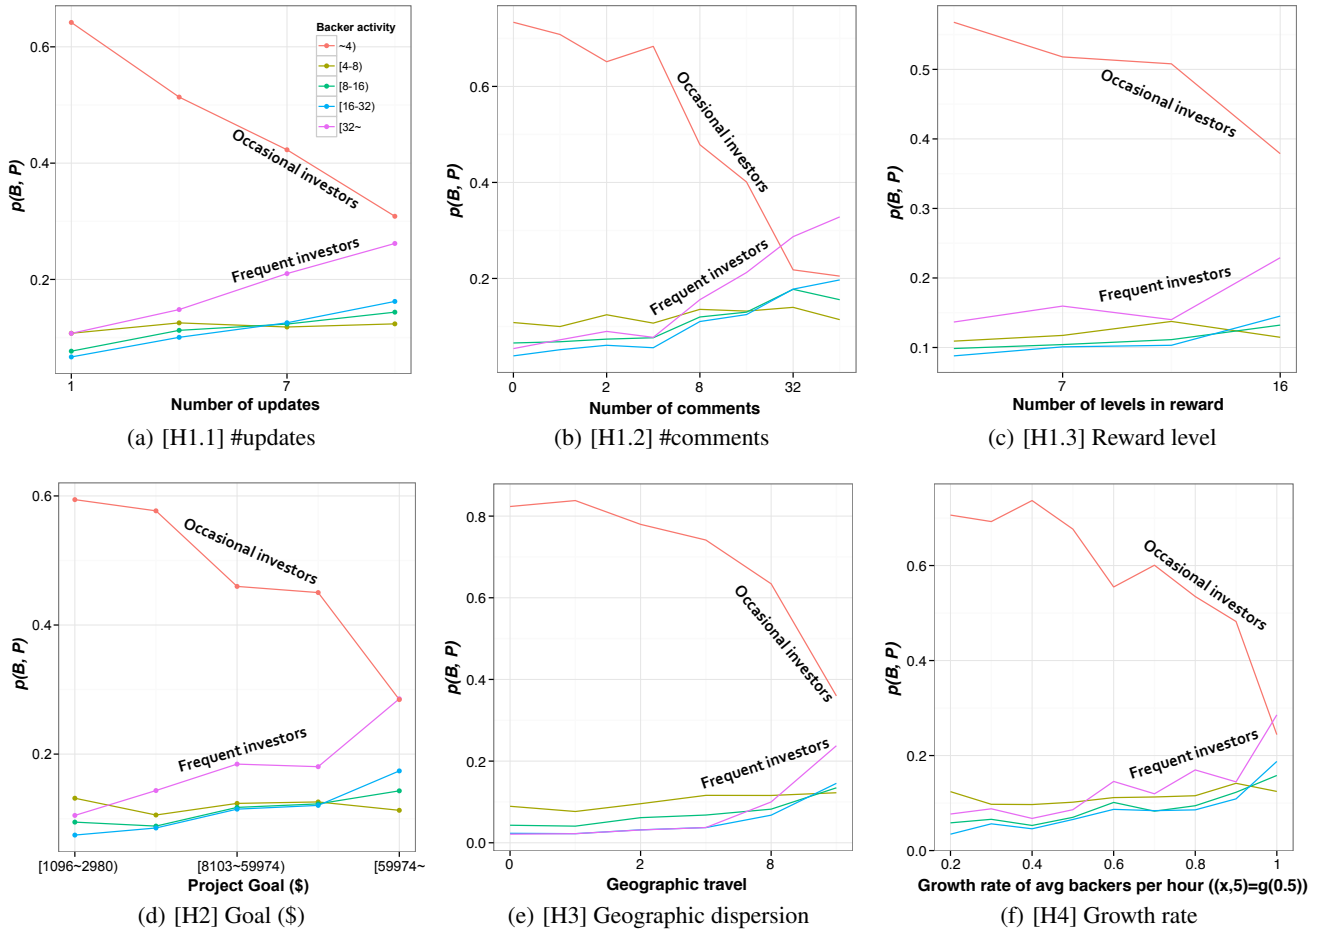 Backer activity
~4)
[4-8)
[8-16)
[16-32)
[32~
0.6
0.4
0.2
p(B, P)
Occasional investors
Frequent investors
1
7
Number of updates
(a) [H1.1] #updates
0.6
0.4
0.2
p(B, P)
Occasional investors
Frequent investors
0
2
8
32
Number of comments
(b) [H1.2] #comments
0.5
0.4
0.3
0.2
0.1
p(B, P)
Occasional investors
Frequent investors
7
16
Number of levels in reward
(c) [H1.3] Reward level
0.6
0.4
0.2
p(B, P)
Occasional investors
Frequent investors
[1096~2980)
[8103~59974)
[59974~
Project Goal ($)
(d) [H2] Goal ($)
0.8
0.6
0.4
0.2
0.0
p(B, P)
Occasional investors
Frequent investors
0
2
8
Geographic travel
(e) [H3] Geographic dispersion
0.6
0.4
0.2
0.0
p(B, P)
Occasional investors
Frequent investors
0.2
0.4
0.6
0.8
1
Growth rate of avg backers per hour ((x,5)=g(0.5))
(f) [H4] Growth rate